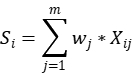 $S_i = \sum_{j=1}^{m} w_j * X_{ij}$